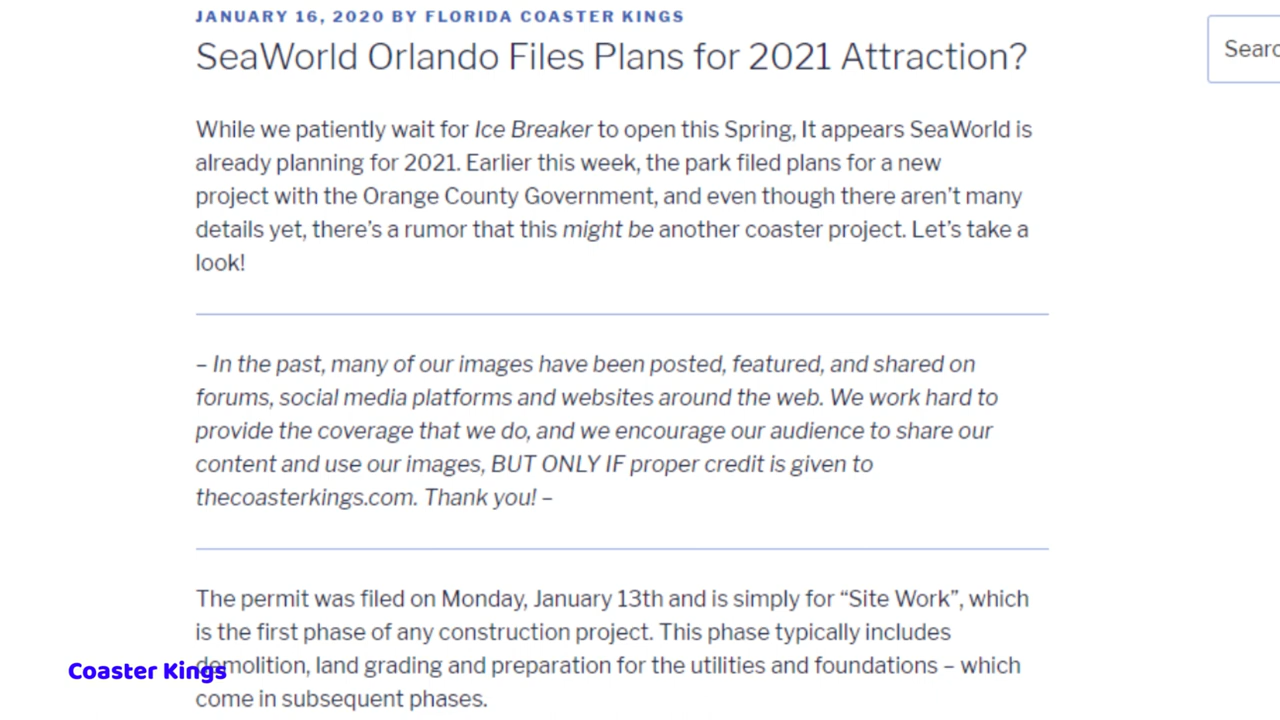 JANUARY 16, 2020 BY FLORIDA COASTER KINGS
SeaWorld Orlando Files Plans for 2021 Attraction?
Searc
While we patiently wait for Ice Breaker to open this Spring, It appears SeaWorld is
already planning for 2021. Earlier this week, the park filed plans for a new
project with the Orange County Government, and even though there aren’t many
details yet, there’s a rumor that this might be another coaster project. Let’s take a
look!
– In the past, many of our images have been posted, featured, and shared on
forums, social media platforms and websites around the web. We work hard to
provide the coverage that we do, and we encourage our audience to share our
content and use our images, BUT ONLY IF proper credit is given to
thecoasterkings.com. Thank you! –
The permit was filed on Monday, January 13th and is simply for “Site Work”, which
is the first phase of any construction project. This phase typically includes
demolition, land grading and preparation for the utilities and foundations – which
come in subsequent phases.
Coaster Kings